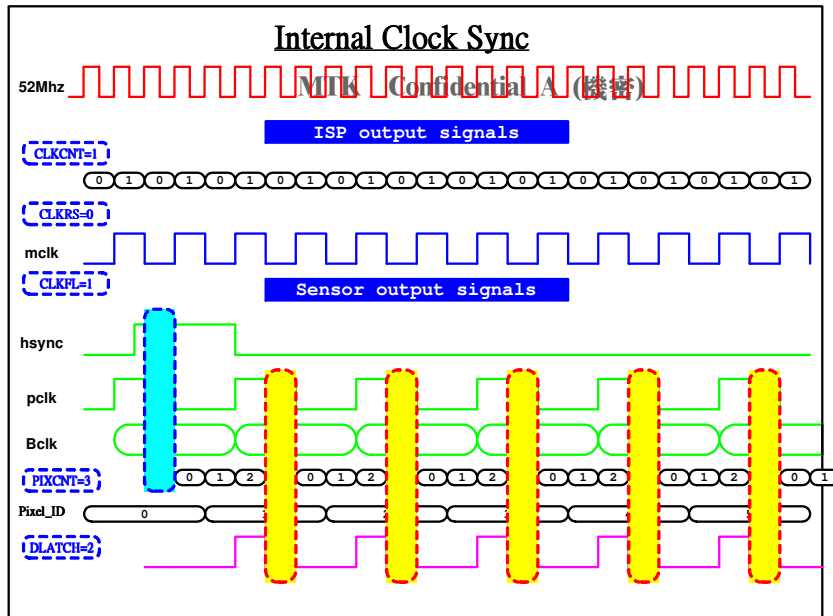 Internal Clock Sync
52Mhz
MTK Confidential A (機密)
ISP output signals
CLKCNT=1
0 1 0 1 0 1 0 1 0 1 0 1 0 1 0 1 0 1 0 1 0 1 0 1
CLKRS=0
mclk
CLKFL=1
Sensor output signals
hsync
pclk
Bclk
PIXCNT=3
0 1 2 0 1 2 0 1 2 0 1 2 0 1 2 0 1
Pixel_ID
0
DLATCH=2